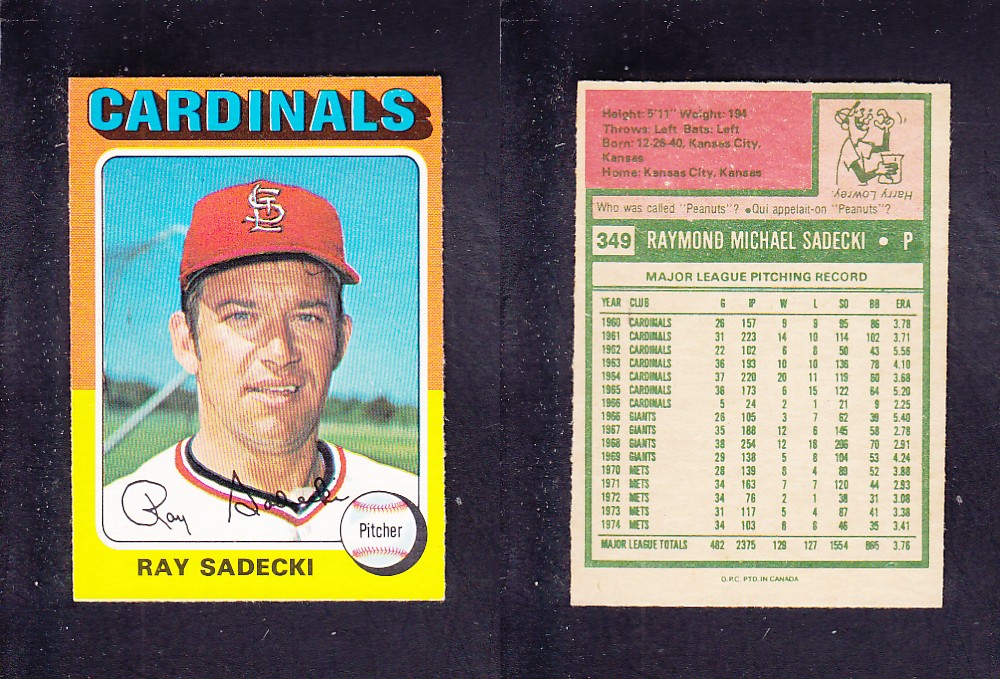 CARDINALS
STL
Ray Sadecki
Pitcher
RAY SADECKI
Height: 5'11" Weight: 194
Throws: Left Bats: Left
Born: 12-26-40, Kansas City,
Kansas
Home: Kansas City, Kansas
Harry Lowrey.
Who was called "Peanuts"? ●Qui appelait-on "Peanuts"?
349 RAYMOND MICHAEL SADECKI • P
MAJOR LEAGUE PITCHING RECORD
YEAR CLUB G IP W L SO BB ERA
1960 CARDINALS 26 157 9 9 95 86 3.78
1961 CARDINALS 31 223 14 10 114 102 3.71
1962 CARDINALS 22 102 6 8 50 43 5.56
1963 CARDINALS 36 193 10 10 136 78 4.10
1964 CARDINALS 37 220 20 11 119 60 3.68
1965 CARDINALS 36 173 6 15 122 64 5.20
1966 CARDINALS 5 24 2 1 21 9 2.25
1966 GIANTS 26 105 3 7 62 39 5.40
1967 GIANTS 35 188 12 6 145 58 2.78
1968 GIANTS 38 254 12 18 206 70 2.91
1969 GIANTS 29 138 5 8 104 53 4.24
1970 METS 28 139 8 4 89 52 3.88
1971 METS 34 163 7 7 120 44 2.93
1972 METS 34 76 2 1 38 31 3.08
1973 METS 31 117 5 4 87 41 3.38
1974 METS 34 103 8 8 46 35 3.41
MAJOR LEAGUE TOTALS 482 2375 129 127 1554 865 3.76
O.P.C. PTD. IN CANADA